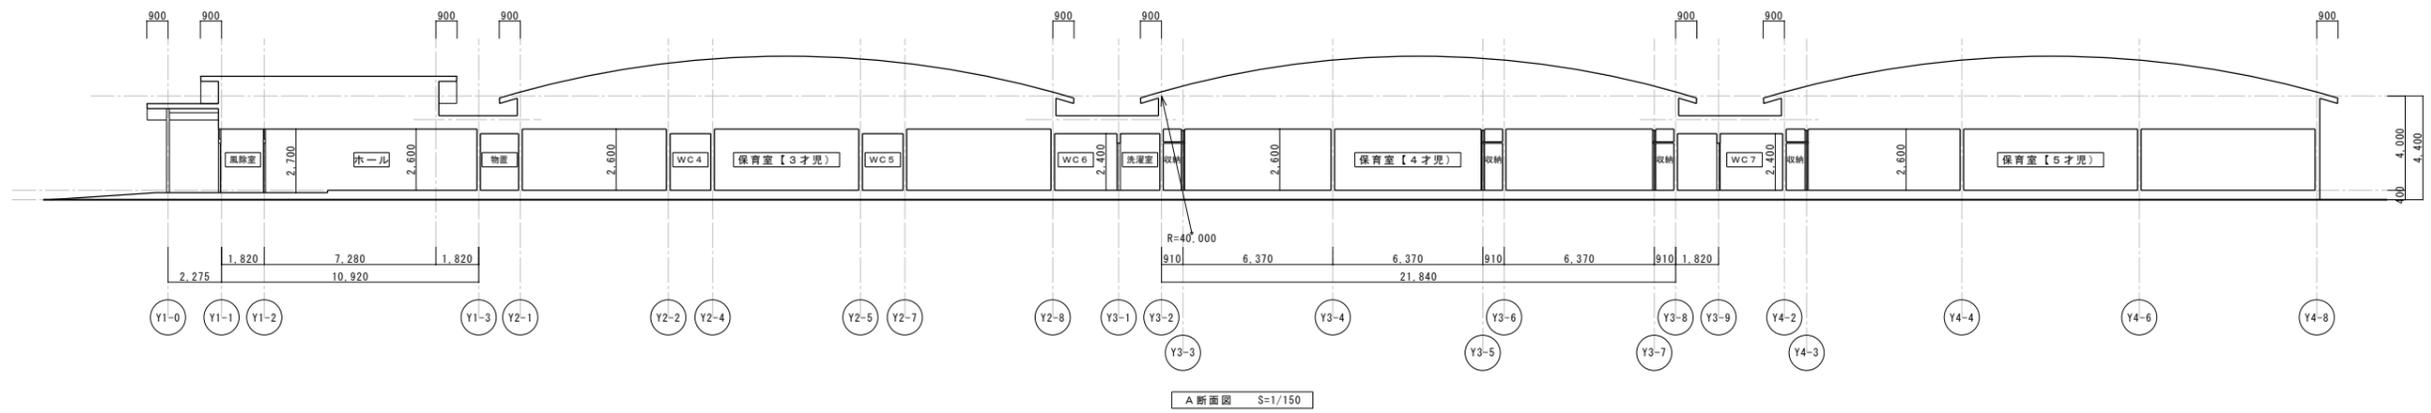 900 900 900 900 900 900 900 900 900
風除室 2,700 ホール 2,600 物置 2,600 WC4 保育室【3才児】 WC5 WC6 2,400 洗濯室 収納 2,600 保育室【4才児】 収納 収納 WC7 2,400 収納 2,600 保育室【5才児】 4,000 4,400
400
R=40,000
1,820 7,280 1,820 910 6,370 6,370 910 6,370 910 1,820
2,275 10,920 21,840
Y1-0 Y1-1 Y1-2 Y1-3 Y2-1 Y2-2 Y2-4 Y2-5 Y2-7 Y2-8 Y3-1 Y3-2 Y3-4 Y3-6 Y3-8 Y3-9 Y4-2 Y4-4 Y4-6 Y4-8
Y3-3 Y3-5 Y3-7 Y4-3
A断面図 S=1/150